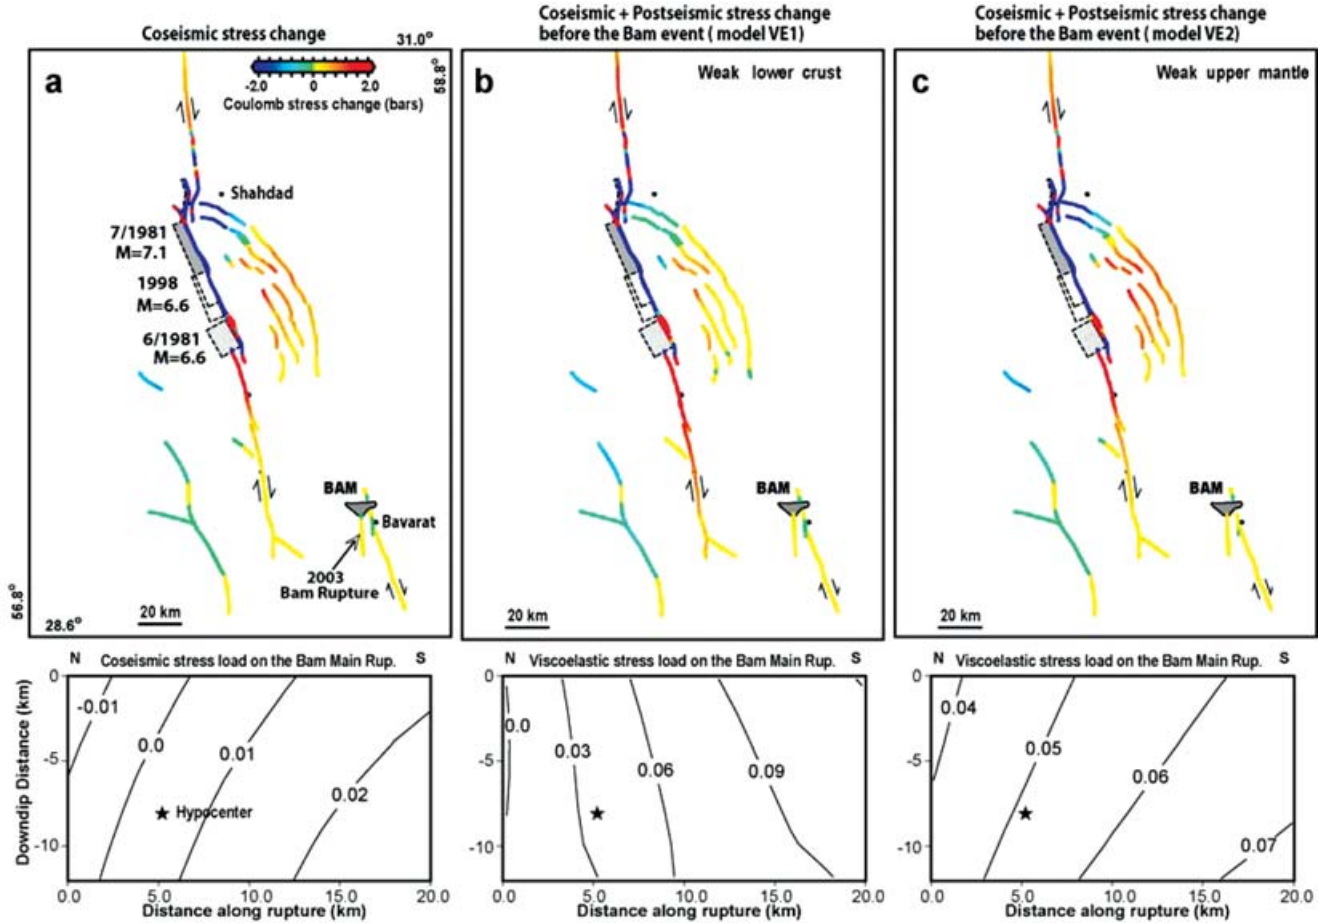 Coseismic stress change
31.0°
58.8°
a
-2.0 0 2.0
Coulomb stress change (bars)
Shahdad
7/1981
M=7.1
1998
M=6.6
6/1981
M=6.6
BAM
Bavarat
2003
Bam Rupture
20 km
56.8°
28.6°
Coseismic + Postseismic stress change
before the Bam event ( model VE1)
b
Weak lower crust
BAM
20 km
Coseismic + Postseismic stress change
before the Bam event ( model VE2)
c
Weak upper mantle
BAM
20 km
N Coseismic stress load on the Bam Main Rup. S
0
-5
-10
Downdip Distance (km)
-0.01
0.0
0.01
0.02
Hypocenter
0.0 5.0 10.0 15.0 20.0
Distance along rupture (km)
N Viscoelastic stress load on the Bam Main Rup. S
0
-5
-10
0.0
0.03
0.06
0.09
0.0 5.0 10.0 15.0 20.0
Distance along rupture (km)
N Viscoelastic stress load on the Bam Main Rup. S
0
-5
-10
0.04
0.05
0.06
0.07
0.0 5.0 10.0 15.0 20.0
Distance along rupture (km)